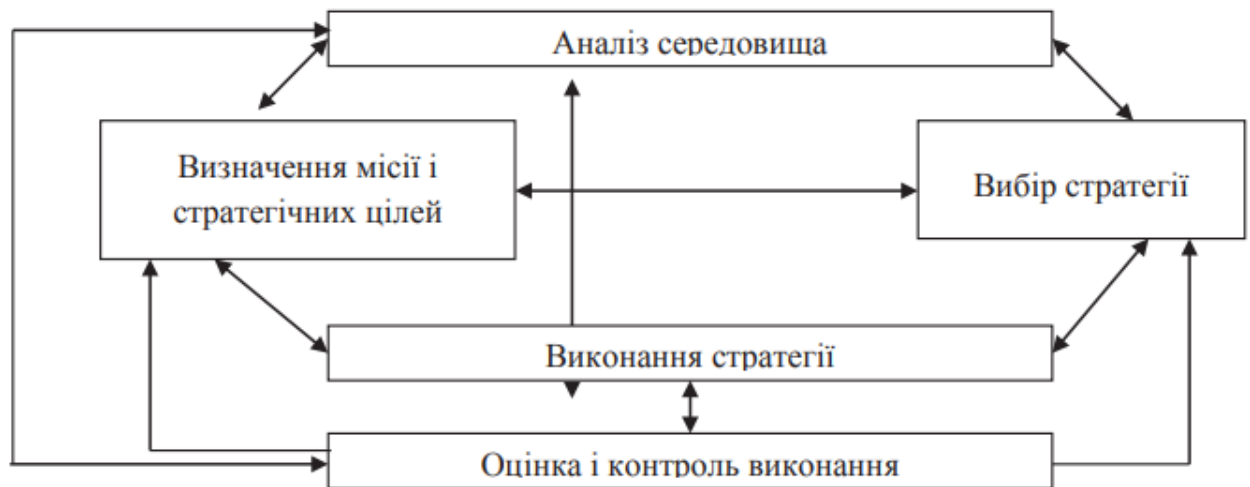 Аналіз середовища
Визначення місії і
стратегічних цілей
Вибір стратегії
Виконання стратегії
Оцінка і контроль виконання